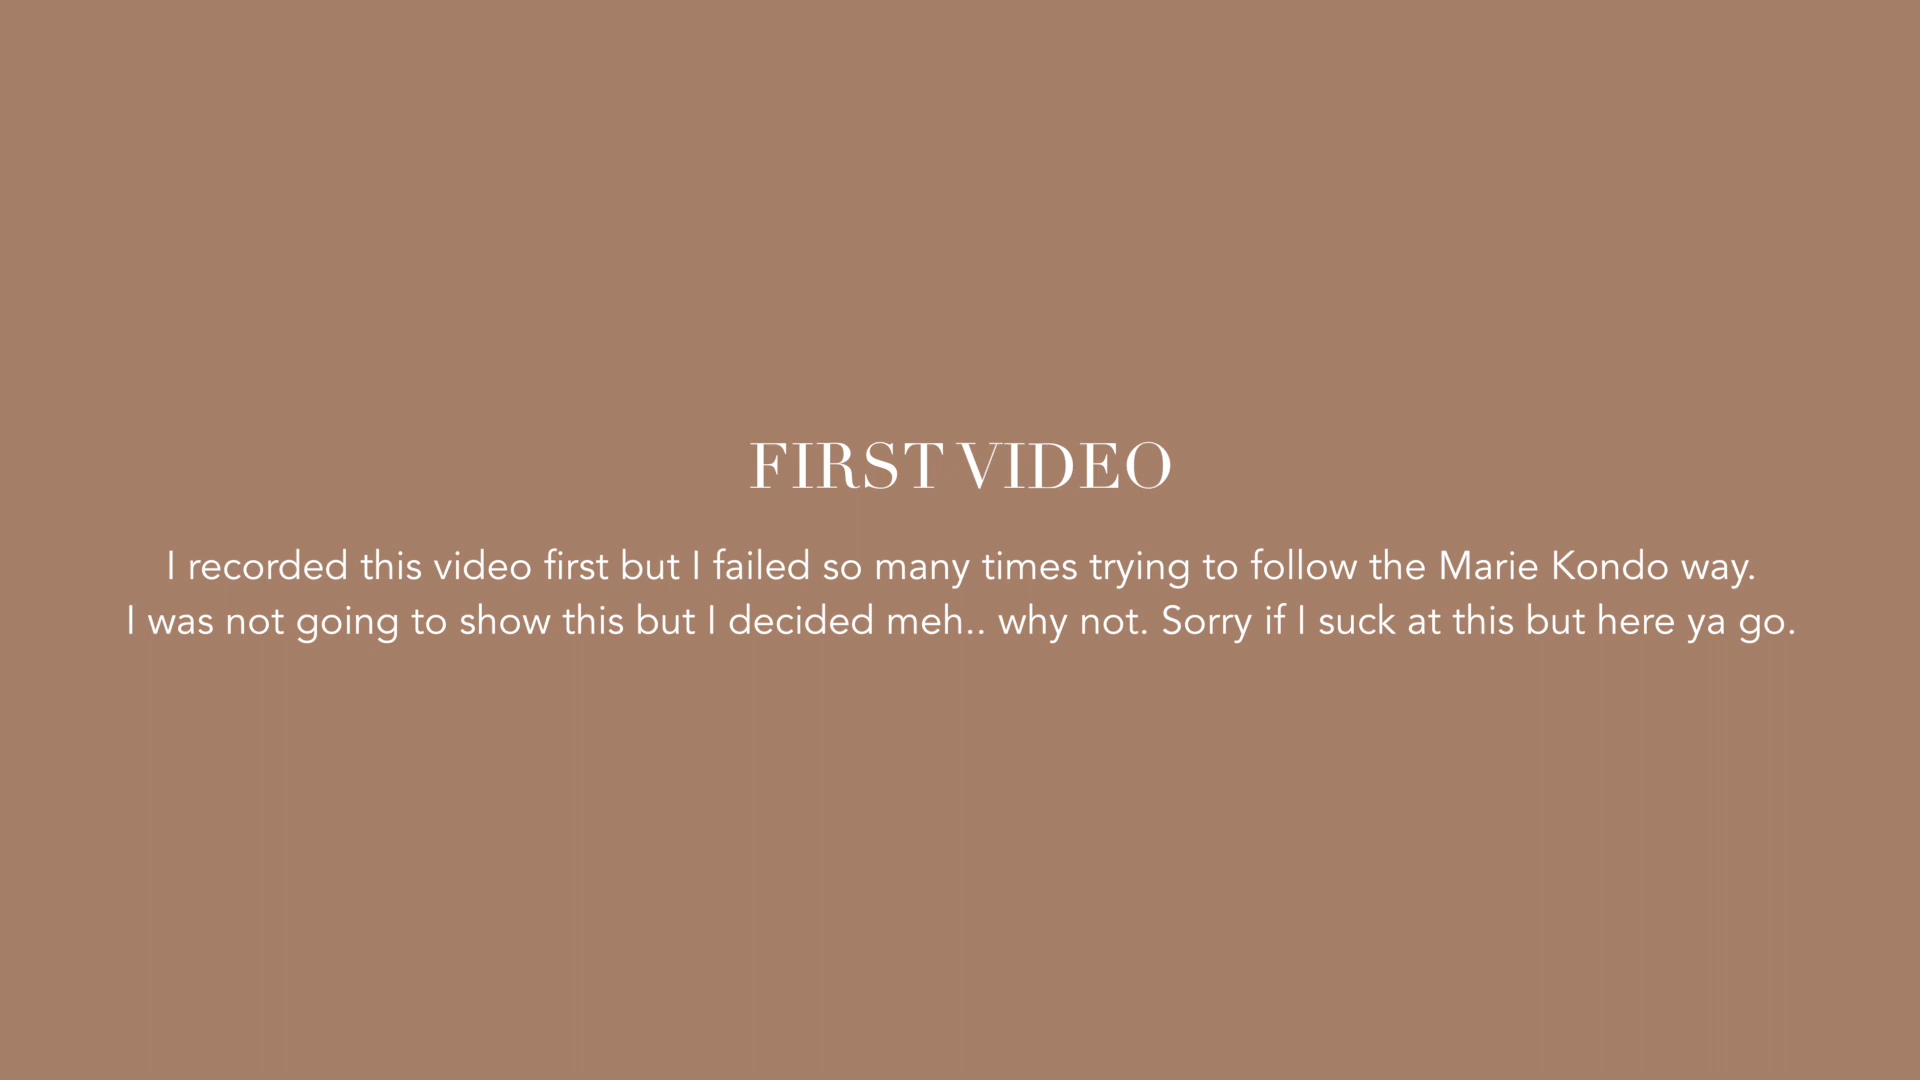 FIRST VIDEO
I recorded this video first but I failed so many times trying to follow the Marie Kondo way.
I was not going to show this but I decided meh.. why not. Sorry if I suck at this but here ya go.